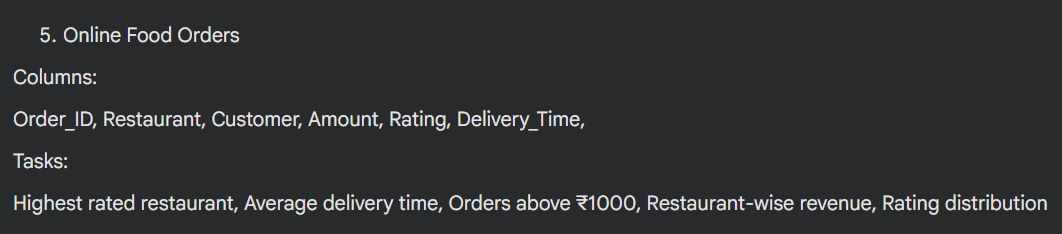 5. Online Food Orders
Columns:
Order_ID, Restaurant, Customer, Amount, Rating, Delivery_Time,
Tasks:
Highest rated restaurant, Average delivery time, Orders above ₹1000, Restaurant-wise revenue, Rating distribution